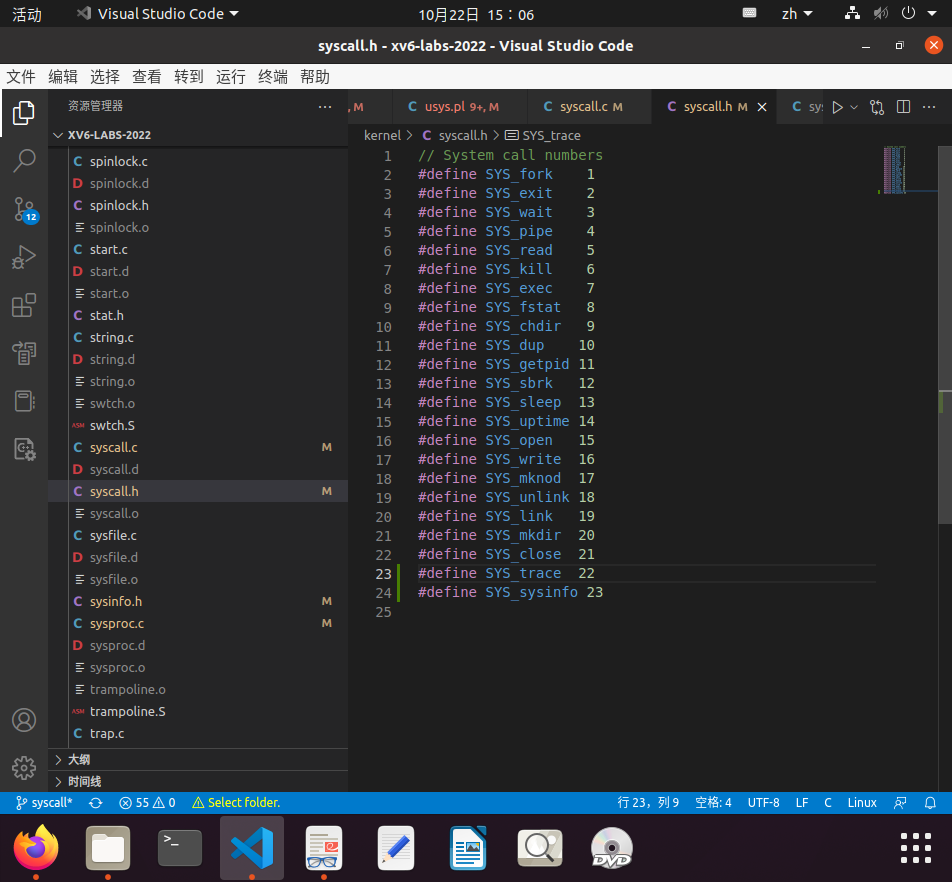 活动 Visual Studio Code 10月22日 15：06 zh
syscall.h - xv6-labs-2022 - Visual Studio Code
文件 编辑 选择 查看 转到 运行 终端 帮助
资源管理器 ··· , M usys.pl 9+, M C syscall.c M C syscall.h M C sys
XV6-LABS-2022
kernel > C syscall.h > SYS_trace
C spinlock.c
D spinlock.d
C spinlock.h
spinlock.o
C start.c
D start.d
start.o
C stat.h
C string.c
D string.d
string.o
swtch.o
ASM swtch.S
C syscall.c M
D syscall.d
C syscall.h M
syscall.o
C sysfile.c
D sysfile.d
sysfile.o
C sysinfo.h M
C sysproc.c M
D sysproc.d
sysproc.o
trampoline.o
ASM trampoline.S
C trap.c
大纲
时间线
12
1 // System call numbers
2 #define SYS_fork 1
3 #define SYS_exit 2
4 #define SYS_wait 3
5 #define SYS_pipe 4
6 #define SYS_read 5
7 #define SYS_kill 6
8 #define SYS_exec 7
9 #define SYS_fstat 8
10 #define SYS_chdir 9
11 #define SYS_dup 10
12 #define SYS_getpid 11
13 #define SYS_sbrk 12
14 #define SYS_sleep 13
15 #define SYS_uptime 14
16 #define SYS_open 15
17 #define SYS_write 16
18 #define SYS_mknod 17
19 #define SYS_unlink 18
20 #define SYS_link 19
21 #define SYS_mkdir 20
22 #define SYS_close 21
23 #define SYS_trace 22
24 #define SYS_sysinfo 23
25
syscall* 55 0 Select folder. 行 23，列 9 空格: 4 UTF-8 LF C Linux
>_
DVD